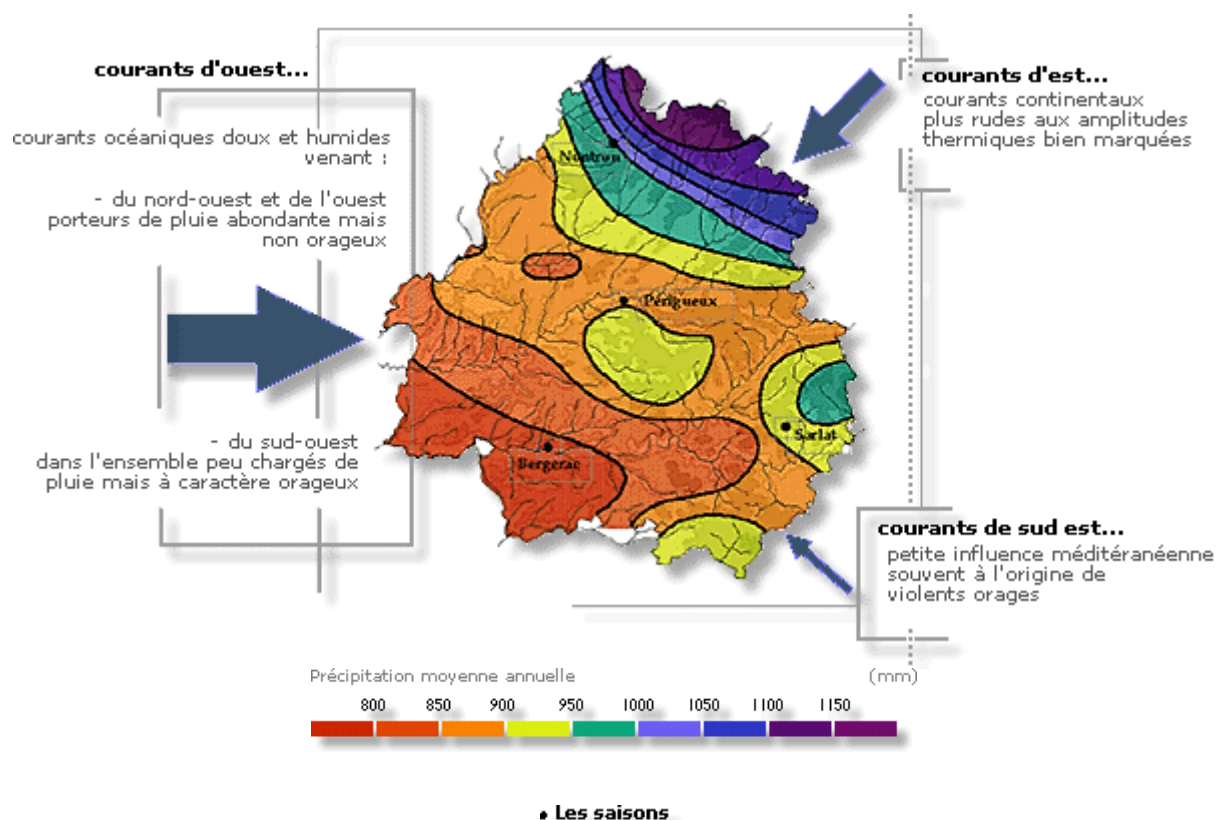 courants d'ouest...
courants océaniques doux et humides
venant :
- du nord-ouest et de l'ouest
porteurs de pluie abondante mais
non orageux
- du sud-ouest
dans l'ensemble peu chargés de
pluie mais à caractère orageux
courants d'est...
courants continentaux
plus rudes aux amplitudes
thermiques bien marquées
Nontron
Périgueux
Sarlat
Bergerac
courants de sud est...
petite influence méditéranéenne
souvent à l'origine de
violents orages
Précipitation moyenne annuelle (mm)
800 850 900 950 1000 1050 1100 1150
• Les saisons